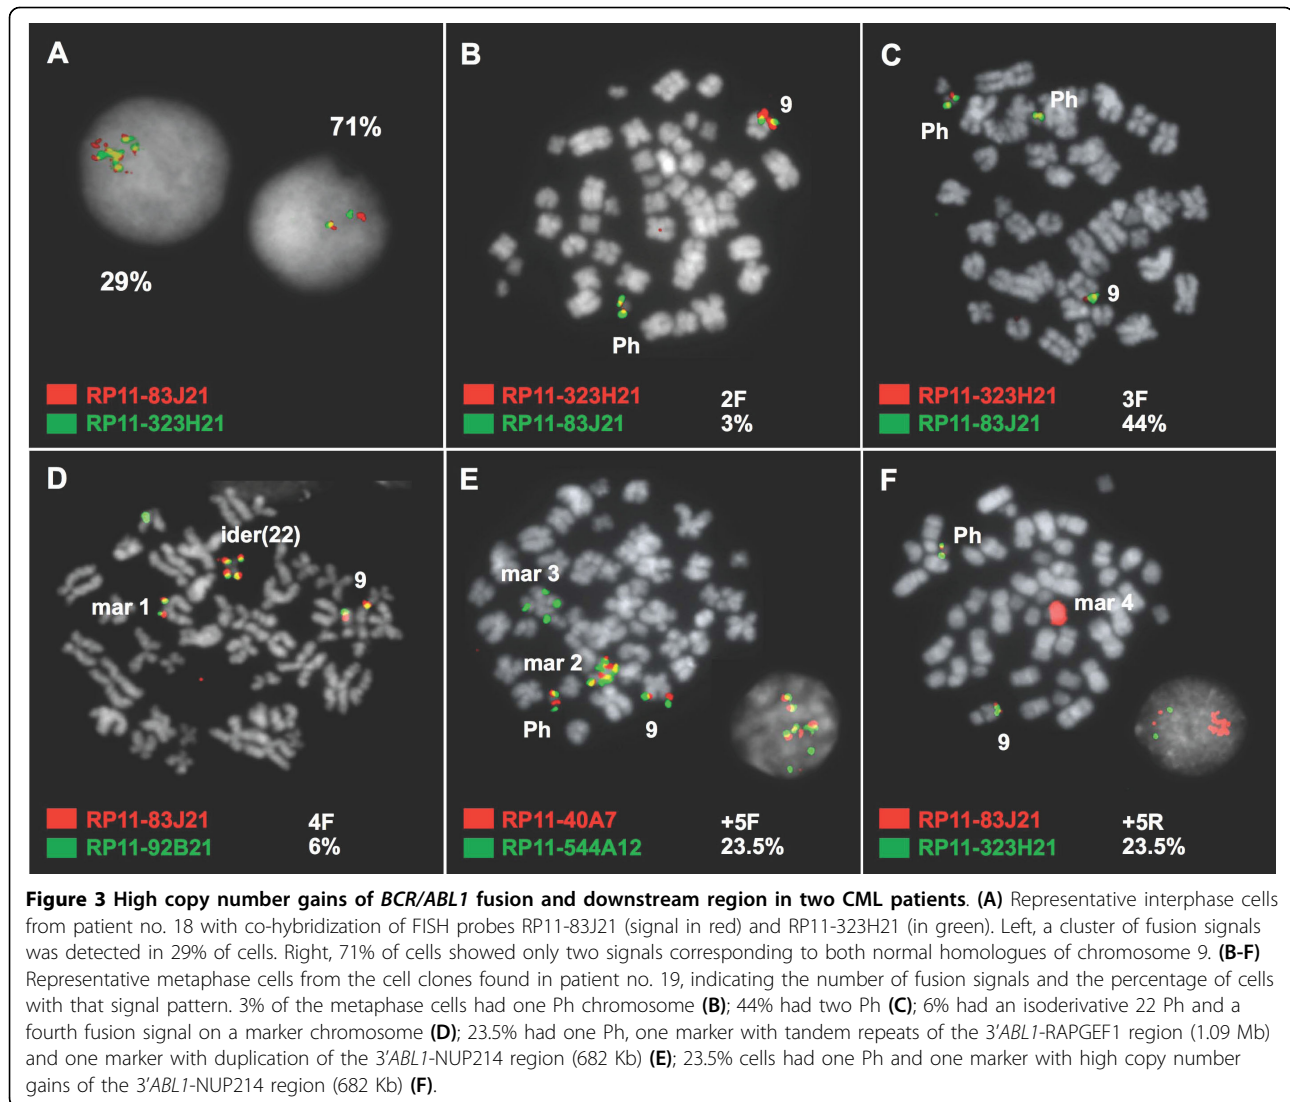 A
71%
29%
RP11-83J21
RP11-323H21
B
9
Ph
RP11-323H21 2F
RP11-83J21 3%
C
Ph
Ph
9
RP11-323H21 3F
RP11-83J21 44%
D
ider(22)
9
mar 1
RP11-83J21 4F
RP11-92B21 6%
E
mar 3
mar 2
Ph
9
RP11-40A7 +5F
RP11-544A12 23.5%
F
Ph
mar 4
9
RP11-83J21 +5R
RP11-323H21 23.5%
Figure 3 High copy number gains of BCR/ABL1 fusion and downstream region in two CML patients. (A) Representative interphase cells
from patient no. 18 with co-hybridization of FISH probes RP11-83J21 (signal in red) and RP11-323H21 (in green). Left, a cluster of fusion signals
was detected in 29% of cells. Right, 71% of cells showed only two signals corresponding to both normal homologues of chromosome 9. (B-F)
Representative metaphase cells from the cell clones found in patient no. 19, indicating the number of fusion signals and the percentage of cells
with that signal pattern. 3% of the metaphase cells had one Ph chromosome (B); 44% had two Ph (C); 6% had an isoderivative 22 Ph and a
fourth fusion signal on a marker chromosome (D); 23.5% had one Ph, one marker with tandem repeats of the 3'ABL1-RAPGEF1 region (1.09 Mb)
and one marker with duplication of the 3'ABL1-NUP214 region (682 Kb) (E); 23.5% cells had one Ph and one marker with high copy number
gains of the 3'ABL1-NUP214 region (682 Kb) (F).